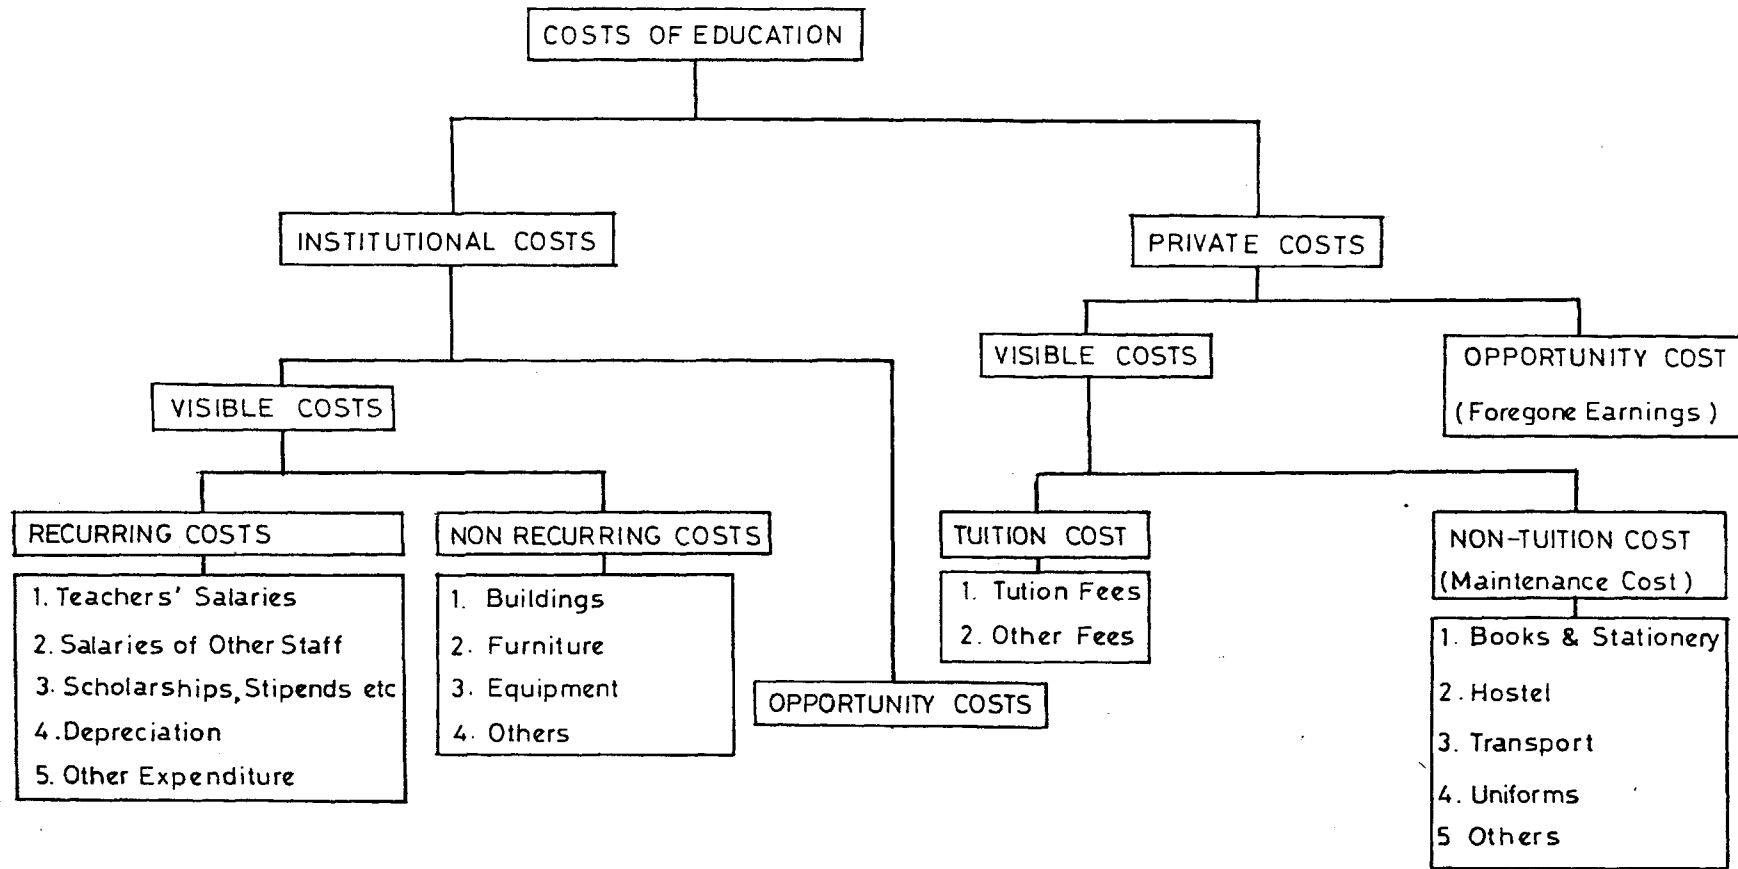 COSTS OF EDUCATION
INSTITUTIONAL COSTS
PRIVATE COSTS
VISIBLE COSTS
OPPORTUNITY COST
(Foregone Earnings)
VISIBLE COSTS
RECURRING COSTS
NON RECURRING COSTS
TUITION COST
NON-TUITION COST
(Maintenance Cost)
1. Teachers' Salaries
2. Salaries of Other Staff
3. Scholarships, Stipends etc
4. Depreciation
5. Other Expenditure
1. Buildings
2. Furniture
3. Equipment
4. Others
OPPORTUNITY COSTS
1. Tution Fees
2. Other Fees
1. Books & Stationery
2. Hostel
3. Transport
4. Uniforms
5 Others